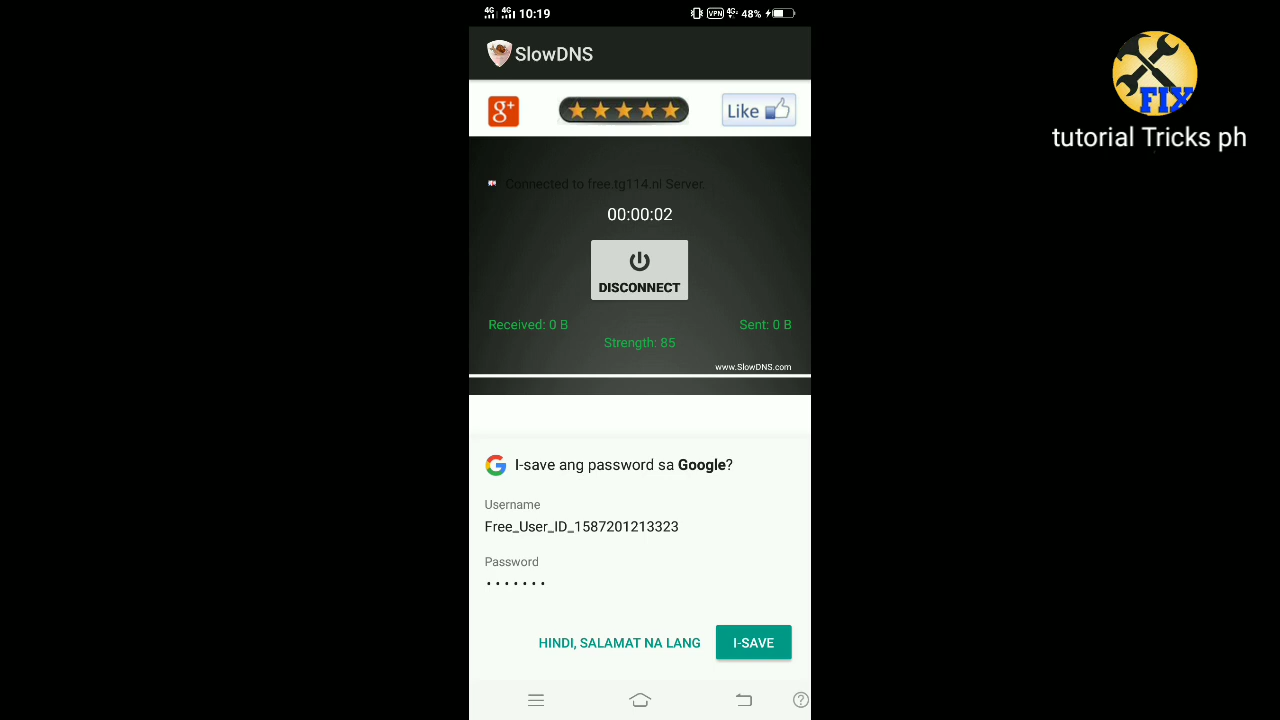 4G 4G 10:19 VPN 4G 48%
SlowDNS
g+ Like
Connected to free.tg114.nl Server.
00:00:02
DISCONNECT
Received: 0 B Sent: 0 B
Strength: 85
www.SlowDNS.com
I-save ang password sa Google?
Username
Free_User_ID_1587201213323
Password
•••••••
HINDI, SALAMAT NA LANG I-SAVE
FIX
tutorial Tricks ph